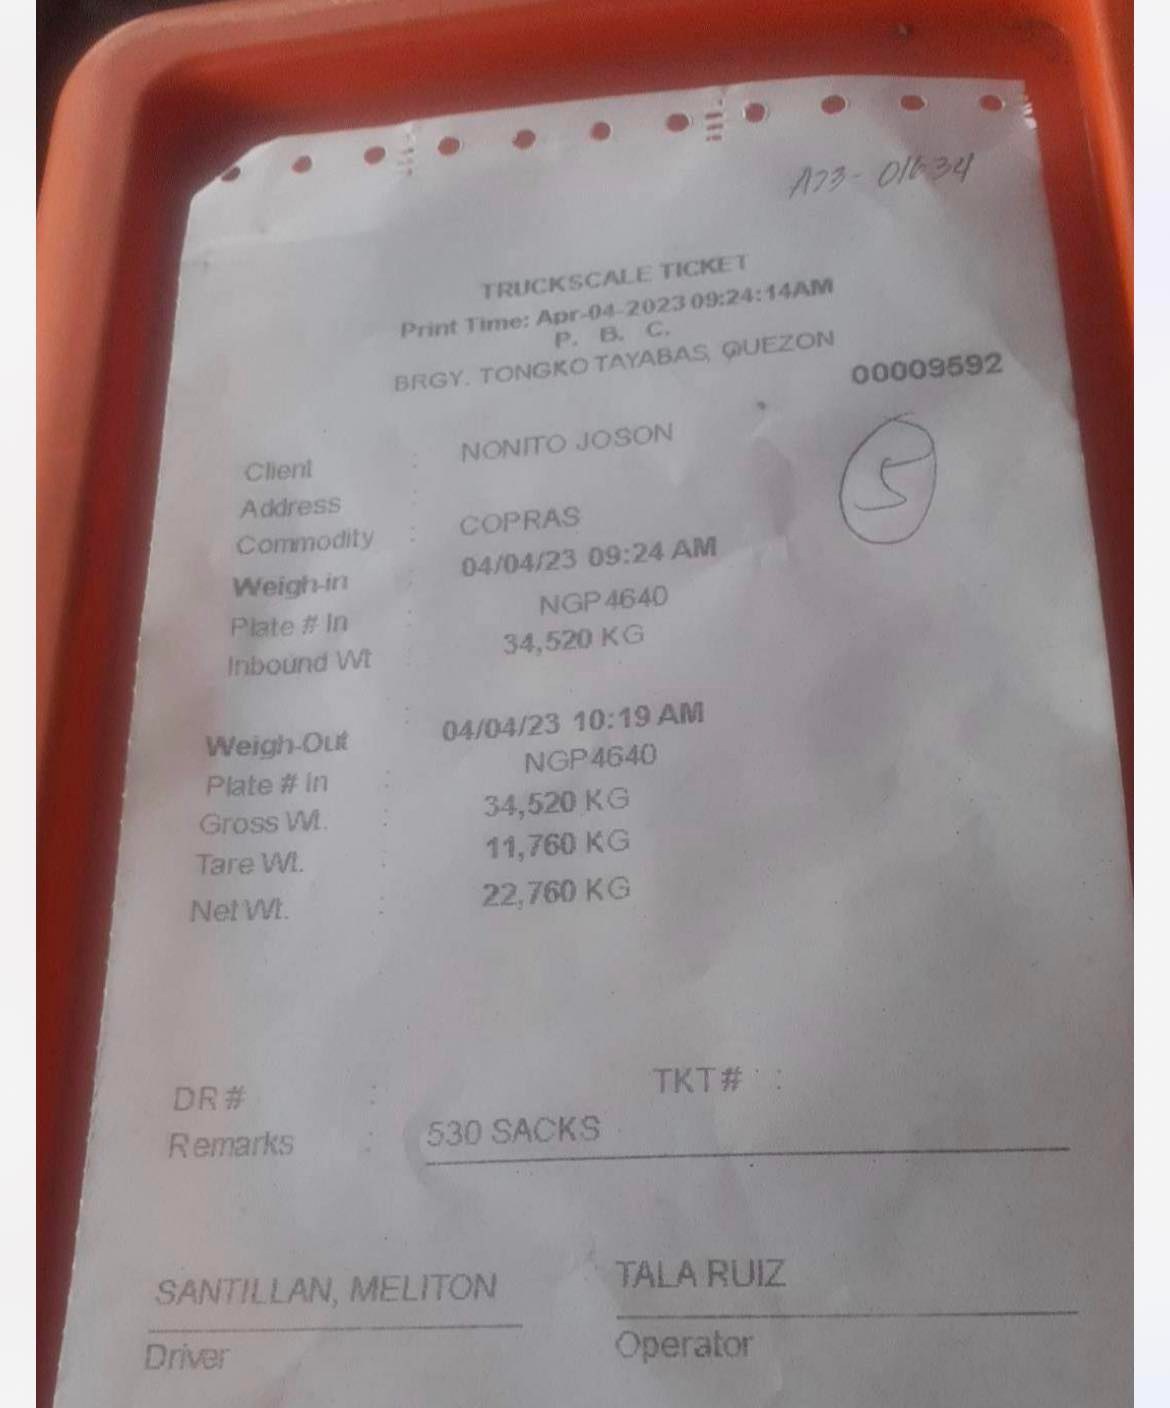 A23-01634
TRUCKSCALE TICKET
Print Time: Apr-04-2023 09:24:14AM
P. B. C.
BRGY. TONGKO TAYABAS, QUEZON
00009592
Client : NONITO JOSON
5
Address :
Commodity : COPRAS
Weigh-in : 04/04/23 09:24 AM
Plate # In : NGP4640
Inbound Wt : 34,520 KG
Weigh-Out : 04/04/23 10:19 AM
Plate # In : NGP4640
Gross Wt. : 34,520 KG
Tare Wt. : 11,760 KG
Net Wt. : 22,760 KG
DR # : TKT # :
Remarks : 530 SACKS
SANTILLAN, MELITON TALA RUIZ
Driver Operator